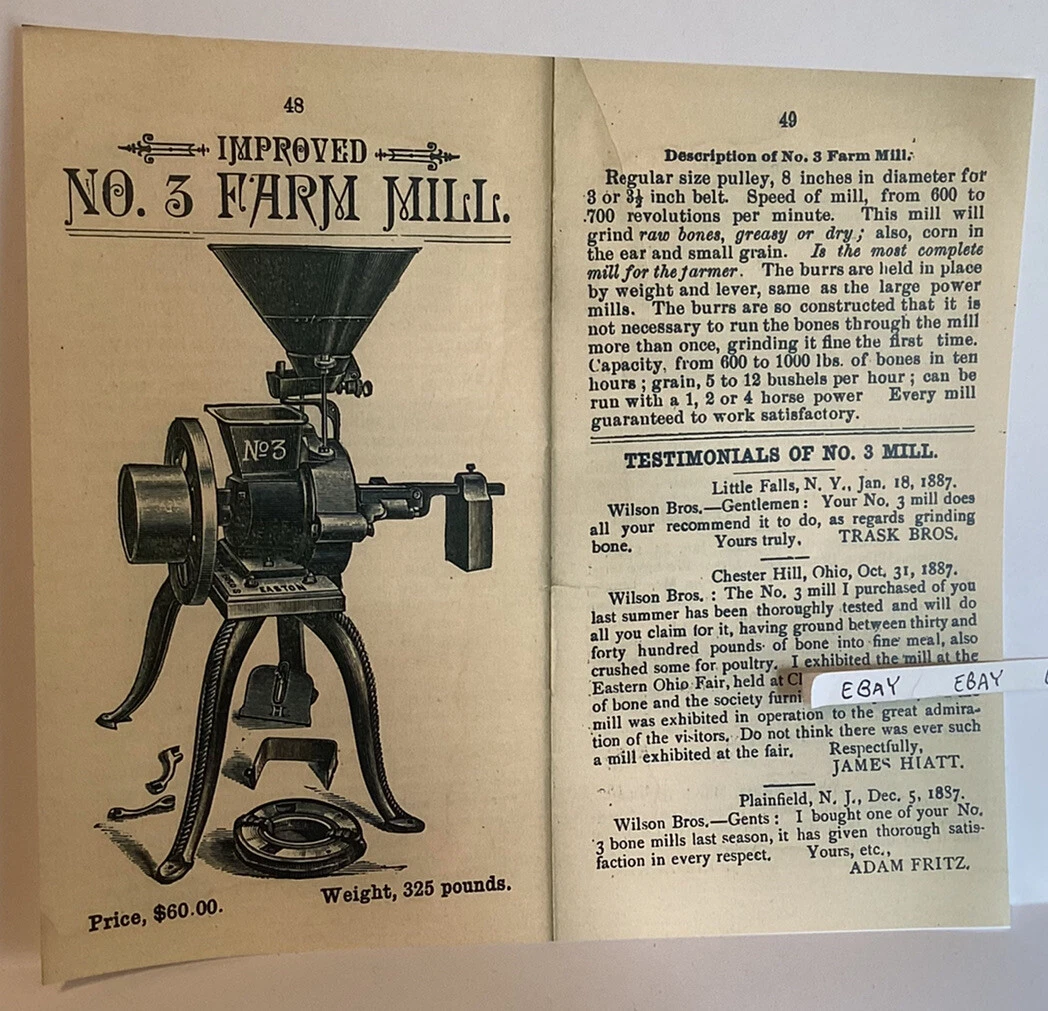 48
IMPROVED
NO. 3 FARM MILL.
No 3
EASTON
H
Price, $60.00.
Weight, 325 pounds.
49
Description of No. 3 Farm Mill.
Regular size pulley, 8 inches in diameter for
3 or 3½ inch belt. Speed of mill, from 600 to
700 revolutions per minute. This mill will
grind raw bones, greasy or dry; also, corn in
the ear and small grain. Is the most complete
mill for the farmer. The burrs are held in place
by weight and lever, same as the large power
mills. The burrs are so constructed that it is
not necessary to run the bones through the mill
more than once, grinding it fine the first time.
Capacity, from 600 to 1000 lbs. of bones in ten
hours; grain, 5 to 12 bushels per hour; can be
run with a 1, 2 or 4 horse power Every mill
guaranteed to work satisfactory.
TESTIMONIALS OF NO. 3 MILL.
Little Falls, N. Y., Jan. 18, 1887.
Wilson Bros.—Gentlemen: Your No. 3 mill does
all your recommend it to do, as regards grinding
bone. Yours truly, TRASK BROS.
Chester Hill, Ohio, Oct. 31, 1887.
Wilson Bros.: The No. 3 mill I purchased of you
last summer has been thoroughly tested and will do
all you claim for it, having ground between thirty and
forty hundred pounds of bone into fine meal, also
crushed some for poultry. I exhibited the mill at the
Eastern Ohio Fair, held at
of bone and the society
mill was exhibited in operation to the great admira-
tion of the visitors. Do not think there was ever such
a mill exhibited at the fair. Respectfully,
JAMES HIATT.
Plainfield, N. J., Dec. 5, 1887.
Wilson Bros.—Gents: I bought one of your No.
3 bone mills last season, it has given thorough satis-
faction in every respect. Yours, etc.,
ADAM FRITZ.
EBAY EBAY